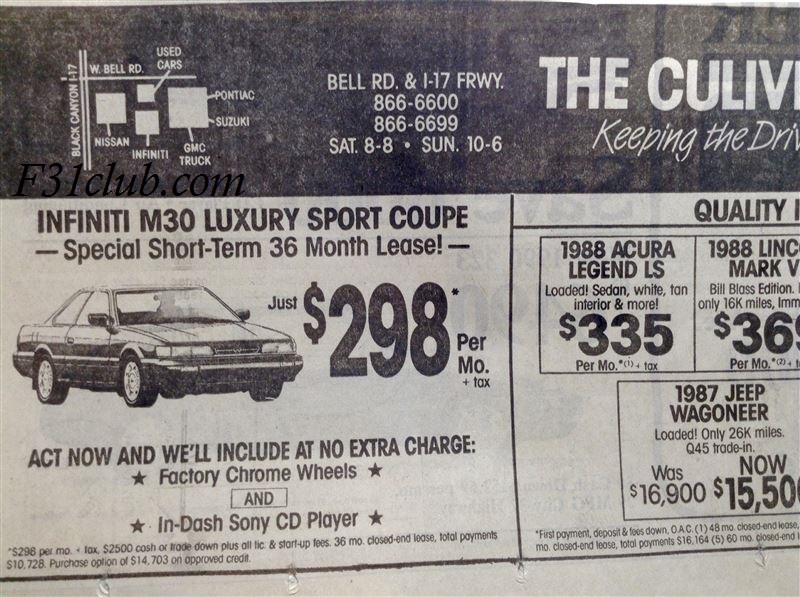 BLACK CANYON I-17
W. BELL RD.
USED
CARS
PONTIAC
SUZUKI
NISSAN
INFINITI
GMC
TRUCK
BELL RD. & I-17 FRWY.
866-6600
866-6699
SAT. 8-8 • SUN. 10-6
THE CULIV
Keeping the Driv
F31club.com
INFINITI M30 LUXURY SPORT COUPE
— Special Short-Term 36 Month Lease! —
Just $298* Per
Mo.
+ tax
ACT NOW AND WE'LL INCLUDE AT NO EXTRA CHARGE:
★ Factory Chrome Wheels ★
AND
★ In-Dash Sony CD Player ★
*$298 per mo. + tax, $2500 cash or trade down plus all lic. & start-up fees. 36 mo. closed-end lease, total payments
$10,728. Purchase option of $14,703 on approved credit.
QUALITY
1988 ACURA
LEGEND LS
Loaded! Sedan, white, tan
interior & more!
$335
Per Mo.*(1) + tax
1988 LINC
MARK V
Bill Blass Edition.
only 16K miles, Imm
$369
Per Mo.*(2) +
1987 JEEP
WAGONEER
Loaded! Only 26K miles.
Q45 trade-in.
Was
$16,900
NOW
$15,500
*First payment, deposit & fees down, O.A.C. (1) 48 mo. closed-end lease,
mo. closed-end lease, total payments $16,164 (5) 60 mo. closed-end